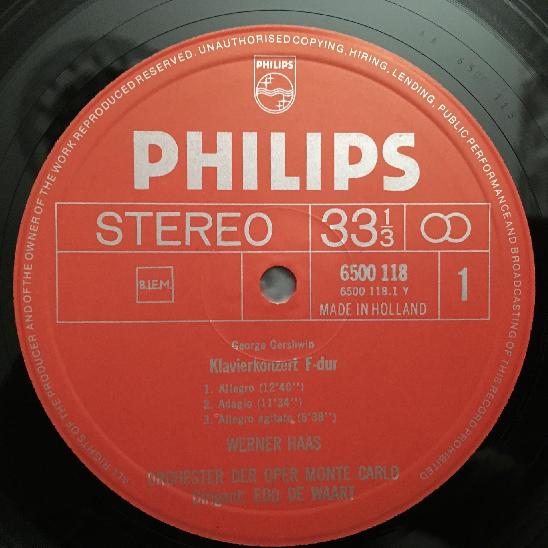 ALL RIGHTS OF THE PRODUCER AND OF THE OWNER OF THE WORK REPRODUCED RESERVED. UNAUTHORISED COPYING, HIRING, LENDING, PUBLIC PERFORMANCE AND BROADCASTING OF THIS RECORD PROHIBITED
PHILIPS
PHILIPS
STEREO 33 1/3
B.I.E.M. 6500 118 1
6500 118.1 Y
MADE IN HOLLAND
George Gershwin
Klavierkonzert F-dur
1. Allegro (12'40'')
2. Adagio (11'34'')
3. Allegro agitato (6'38'')
WERNER HAAS
ORCHESTER DER OPER MONTE CARLO
Dirigent: EDO DE WAART